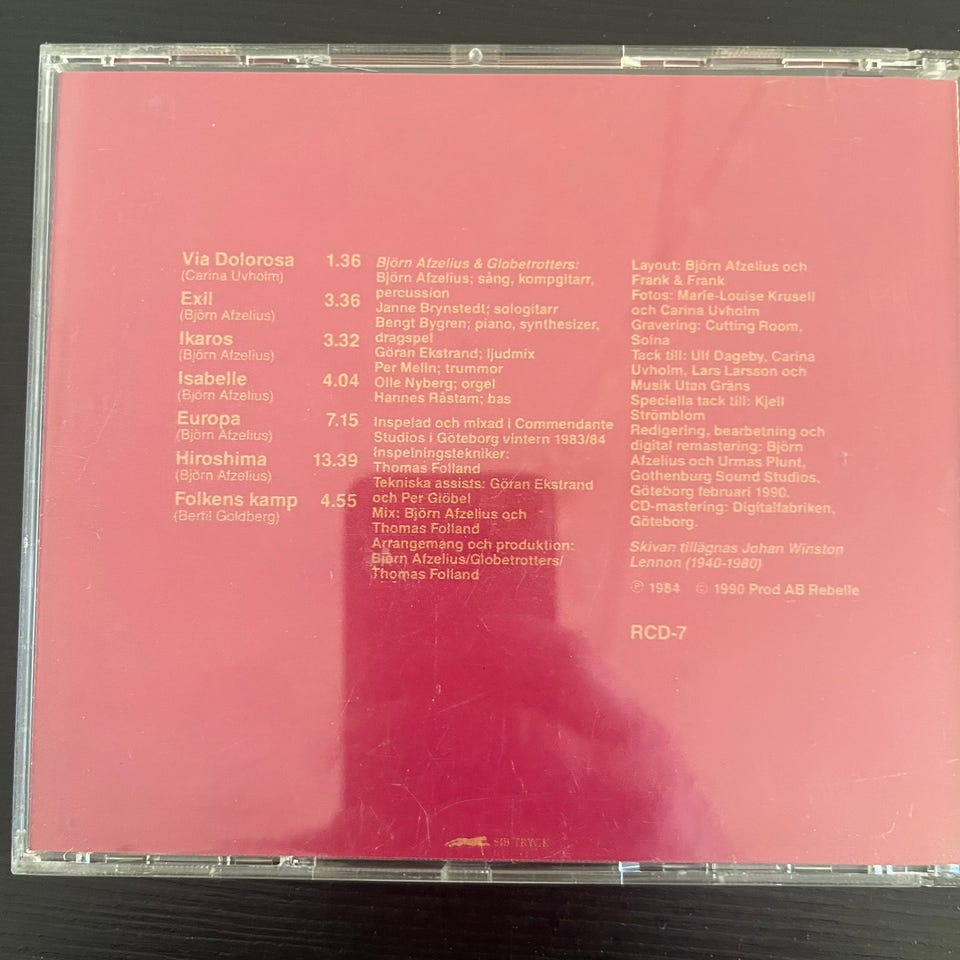 Via Dolorosa 1.36
(Carina Uvholm)
Exil 3.36
(Björn Afzelius)
Ikaros 3.32
(Björn Afzelius)
Isabelle 4.04
(Björn Afzelius)
Europa 7.15
(Björn Afzelius)
Hiroshima 13.39
(Björn Afzelius)
Folkens kamp 4.55
(Bertil Goldberg)
Björn Afzelius & Globetrotters:
Björn Afzelius; sång, kompgitarr,
percussion
Janne Brynstedt; sologitarr
Bengt Bygren; piano, synthesizer,
dragspel
Göran Ekstrand; ljudmix
Per Melin; trummor
Olle Nyberg; orgel
Hannes Råstam; bas
Inspelad och mixad i Commendante
Studios i Göteborg vintern 1983/84
Inspelningstekniker:
Thomas Folland
Tekniska assists: Göran Ekstrand
och Per Glöbel
Mix: Björn Afzelius och
Thomas Folland
Arrangemang och produktion:
Björn Afzelius/Globetrotters/
Thomas Folland
Layout: Björn Afzelius och
Frank & Frank
Fotos: Marie-Louise Krusell
och Carina Uvholm
Gravering: Cutting Room,
Solna
Tack till: Ulf Dageby, Carina
Uvholm, Lars Larsson och
Musik Utan Gräns
Speciella tack till: Kjell
Strömblom
Redigering, bearbetning och
digital remastering: Björn
Afzelius och Urmas Plunt,
Gothenburg Sound Studios,
Göteborg februari 1990.
CD-mastering: Digitalfabriken,
Göteborg.
Skivan tillägnas Johan Winston
Lennon (1940-1980)
℗ 1984 © 1990 Prod AB Rebelle
RCD-7
SIB-TRYCK